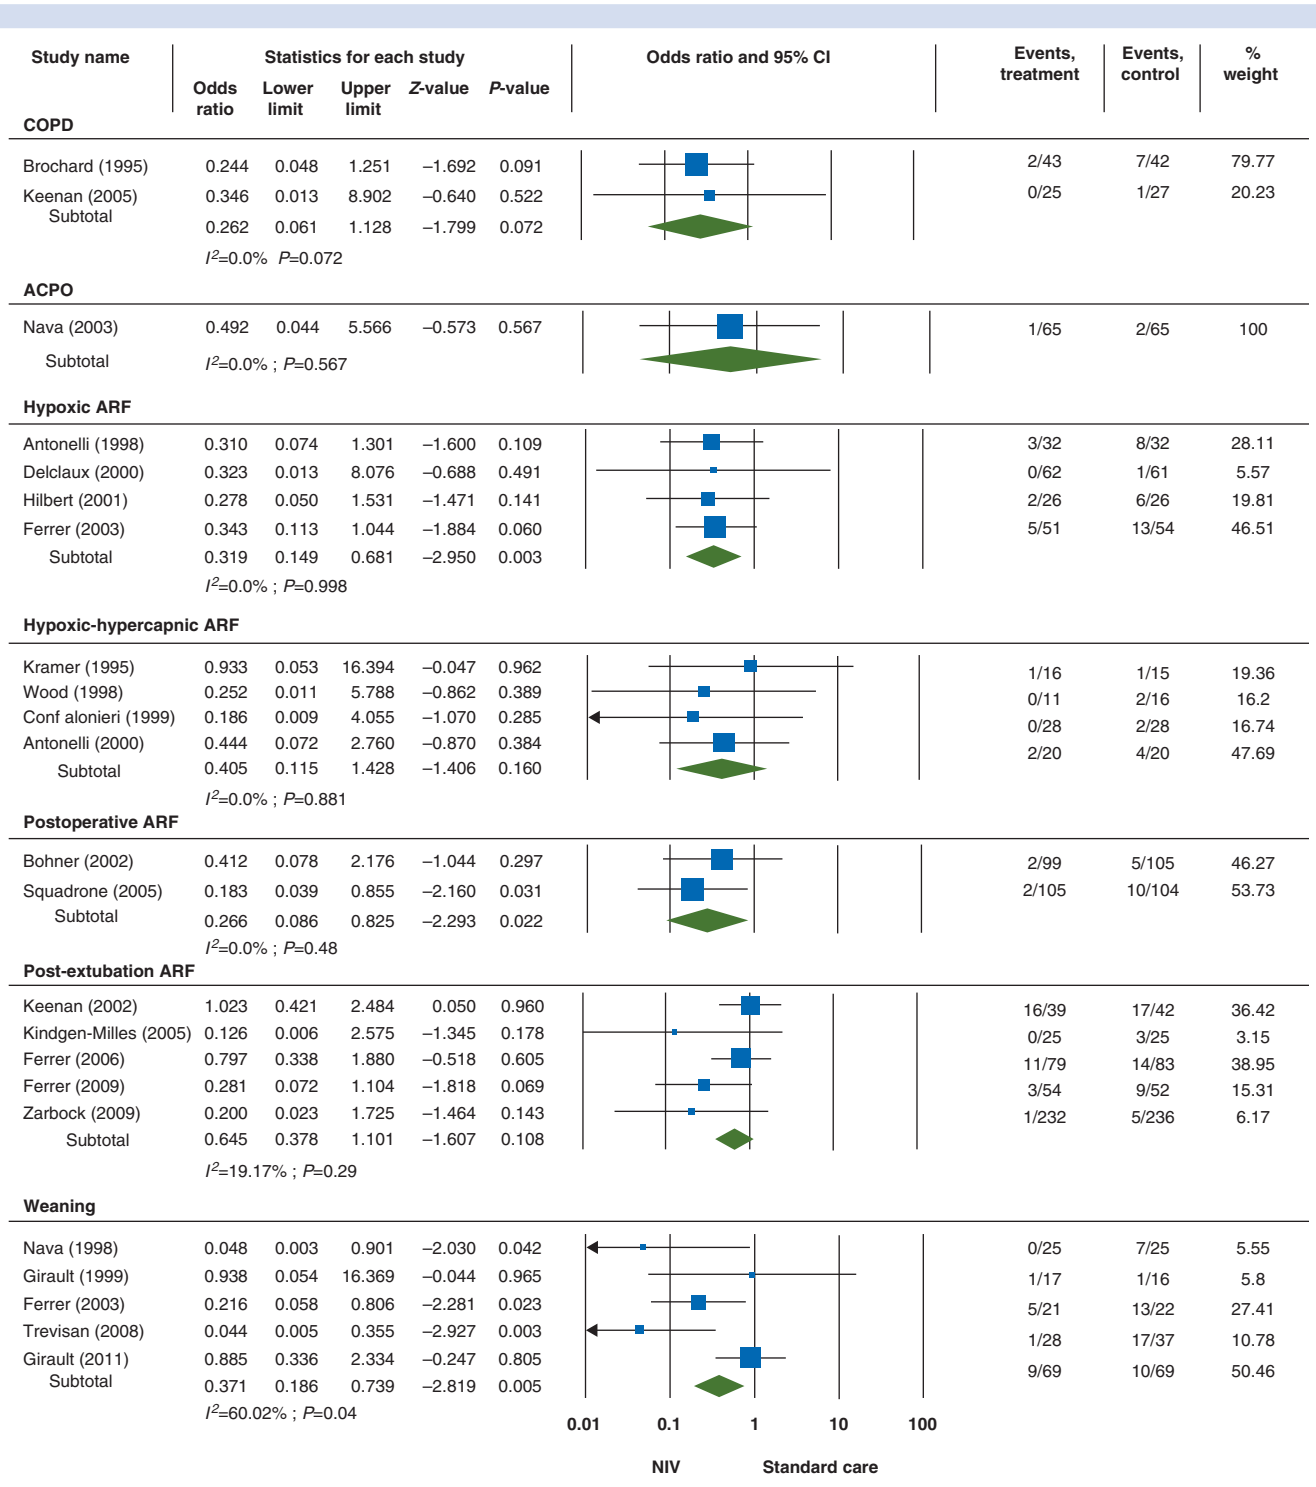 Study name Statistics for each study Odds ratio and 95% CI Events, treatment Events, control % weight
Odds ratio Lower limit Upper limit Z-value P-value
COPD
Brochard (1995) 0.244 0.048 1.251 –1.692 0.091 2/43 7/42 79.77
Keenan (2005) 0.346 0.013 8.902 –0.640 0.522 0/25 1/27 20.23
Subtotal 0.262 0.061 1.128 –1.799 0.072
I²=0.0% P=0.072
ACPO
Nava (2003) 0.492 0.044 5.566 –0.573 0.567 1/65 2/65 100
Subtotal I²=0.0% ; P=0.567
Hypoxic ARF
Antonelli (1998) 0.310 0.074 1.301 –1.600 0.109 3/32 8/32 28.11
Delclaux (2000) 0.323 0.013 8.076 –0.688 0.491 0/62 1/61 5.57
Hilbert (2001) 0.278 0.050 1.531 –1.471 0.141 2/26 6/26 19.81
Ferrer (2003) 0.343 0.113 1.044 –1.884 0.060 5/51 13/54 46.51
Subtotal 0.319 0.149 0.681 –2.950 0.003
I²=0.0% ; P=0.998
Hypoxic-hypercapnic ARF
Kramer (1995) 0.933 0.053 16.394 –0.047 0.962 1/16 1/15 19.36
Wood (1998) 0.252 0.011 5.788 –0.862 0.389 0/11 2/16 16.2
Conf alonieri (1999) 0.186 0.009 4.055 –1.070 0.285 0/28 2/28 16.74
Antonelli (2000) 0.444 0.072 2.760 –0.870 0.384 2/20 4/20 47.69
Subtotal 0.405 0.115 1.428 –1.406 0.160
I²=0.0% ; P=0.881
Postoperative ARF
Bohner (2002) 0.412 0.078 2.176 –1.044 0.297 2/99 5/105 46.27
Squadrone (2005) 0.183 0.039 0.855 –2.160 0.031 2/105 10/104 53.73
Subtotal 0.266 0.086 0.825 –2.293 0.022
I²=0.0% ; P=0.48
Post-extubation ARF
Keenan (2002) 1.023 0.421 2.484 0.050 0.960 16/39 17/42 36.42
Kindgen-Milles (2005) 0.126 0.006 2.575 –1.345 0.178 0/25 3/25 3.15
Ferrer (2006) 0.797 0.338 1.880 –0.518 0.605 11/79 14/83 38.95
Ferrer (2009) 0.281 0.072 1.104 –1.818 0.069 3/54 9/52 15.31
Zarbock (2009) 0.200 0.023 1.725 –1.464 0.143 1/232 5/236 6.17
Subtotal 0.645 0.378 1.101 –1.607 0.108
I²=19.17% ; P=0.29
Weaning
Nava (1998) 0.048 0.003 0.901 –2.030 0.042 0/25 7/25 5.55
Girault (1999) 0.938 0.054 16.369 –0.044 0.965 1/17 1/16 5.8
Ferrer (2003) 0.216 0.058 0.806 –2.281 0.023 5/21 13/22 27.41
Trevisan (2008) 0.044 0.005 0.355 –2.927 0.003 1/28 17/37 10.78
Girault (2011) 0.885 0.336 2.334 –0.247 0.805 9/69 10/69 50.46
Subtotal 0.371 0.186 0.739 –2.819 0.005
I²=60.02% ; P=0.04
0.01 0.1 1 10 100
NIV Standard care